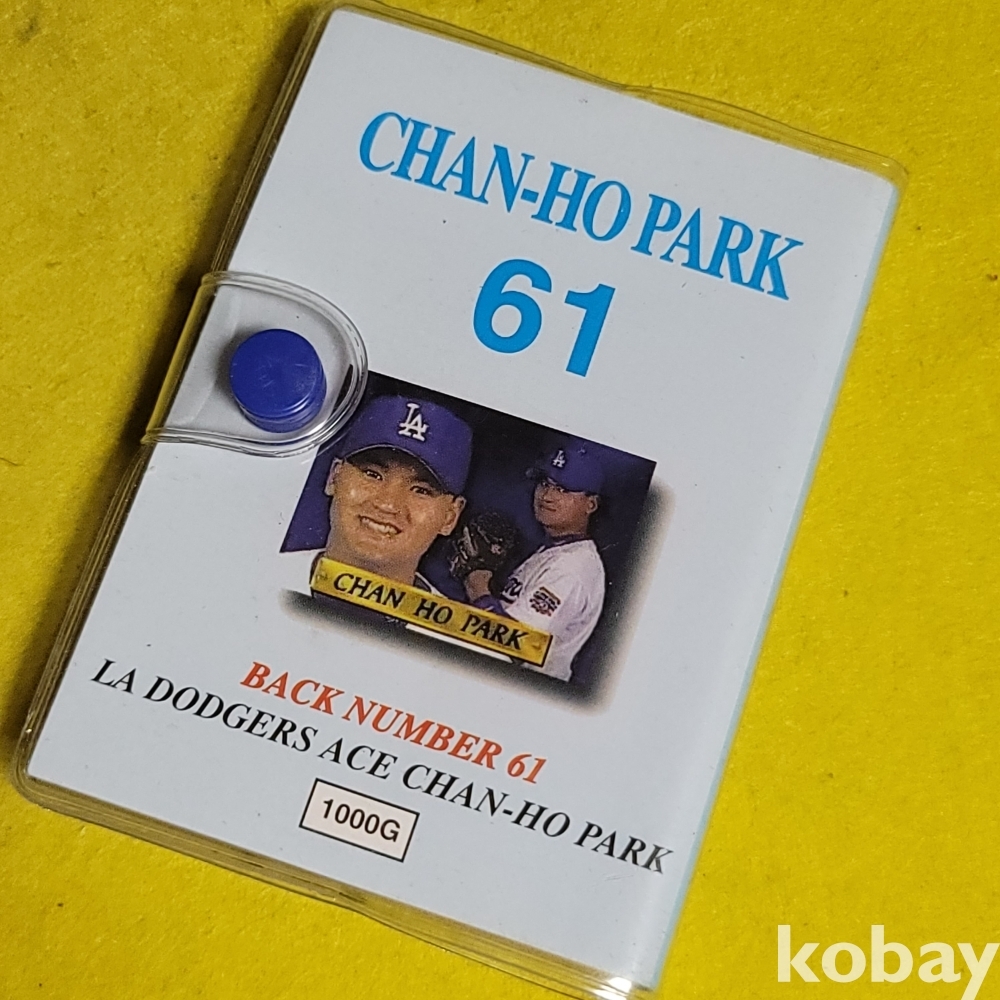 CHAN-HO PARK
61
LA
LA
CHAN HO PARK
BACK NUMBER 61
LA DODGERS ACE CHAN-HO PARK
1000G
kobay